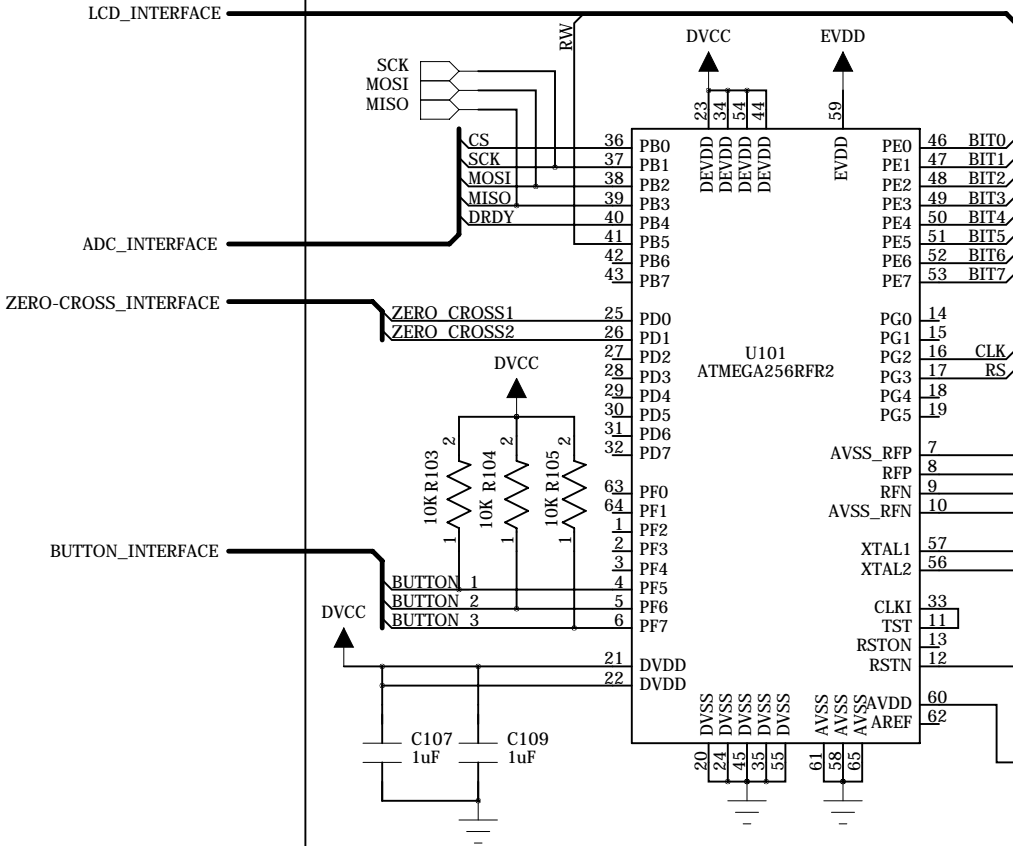 LCD_INTERFACE
RW
DVCC
EVDD
SCK
MOSI
MISO
23 34 54 44 59
DEVDD DEVDD DEVDD DEVDD EVDD
CS 36 PB0 PE0 46 BIT0
SCK 37 PB1 PE1 47 BIT1
MOSI 38 PB2 PE2 48 BIT2
MISO 39 PB3 PE3 49 BIT3
DRDY 40 PB4 PE4 50 BIT4
41 PB5 PE5 51 BIT5
ADC_INTERFACE
42 PB6 PE6 52 BIT6
43 PB7 PE7 53 BIT7
ZERO-CROSS_INTERFACE
ZERO CROSS1 25 PD0 PG0 14
ZERO CROSS2 26 PD1 PG1 15
27 PD2 PG2 16 CLK
28 PD3 PG3 17 RS
29 PD4 PG4 18
30 PD5 PG5 19
31 PD6
32 PD7
U101
ATMEGA256RFR2
DVCC
2 2 2
10K R103
10K R104
10K R105
1 1 1
AVSS_RFP 7
RFP 8
63 PF0 RFN 9
64 PF1 AVSS_RFN 10
1 PF2
2 PF3 XTAL1 57
3 PF4 XTAL2 56
BUTTON_INTERFACE
BUTTON 1 4 PF5
BUTTON 2 5 PF6 CLKI 33
BUTTON 3 6 PF7 TST 11
RSTON 13
DVCC
21 DVDD RSTN 12
22 DVDD
AVDD 60
AREF 62
DVSS DVSS DVSS DVSS DVSS AVSS AVSS AVSS
20 24 45 35 55 61 58 65
C107
1uF
C109
1uF